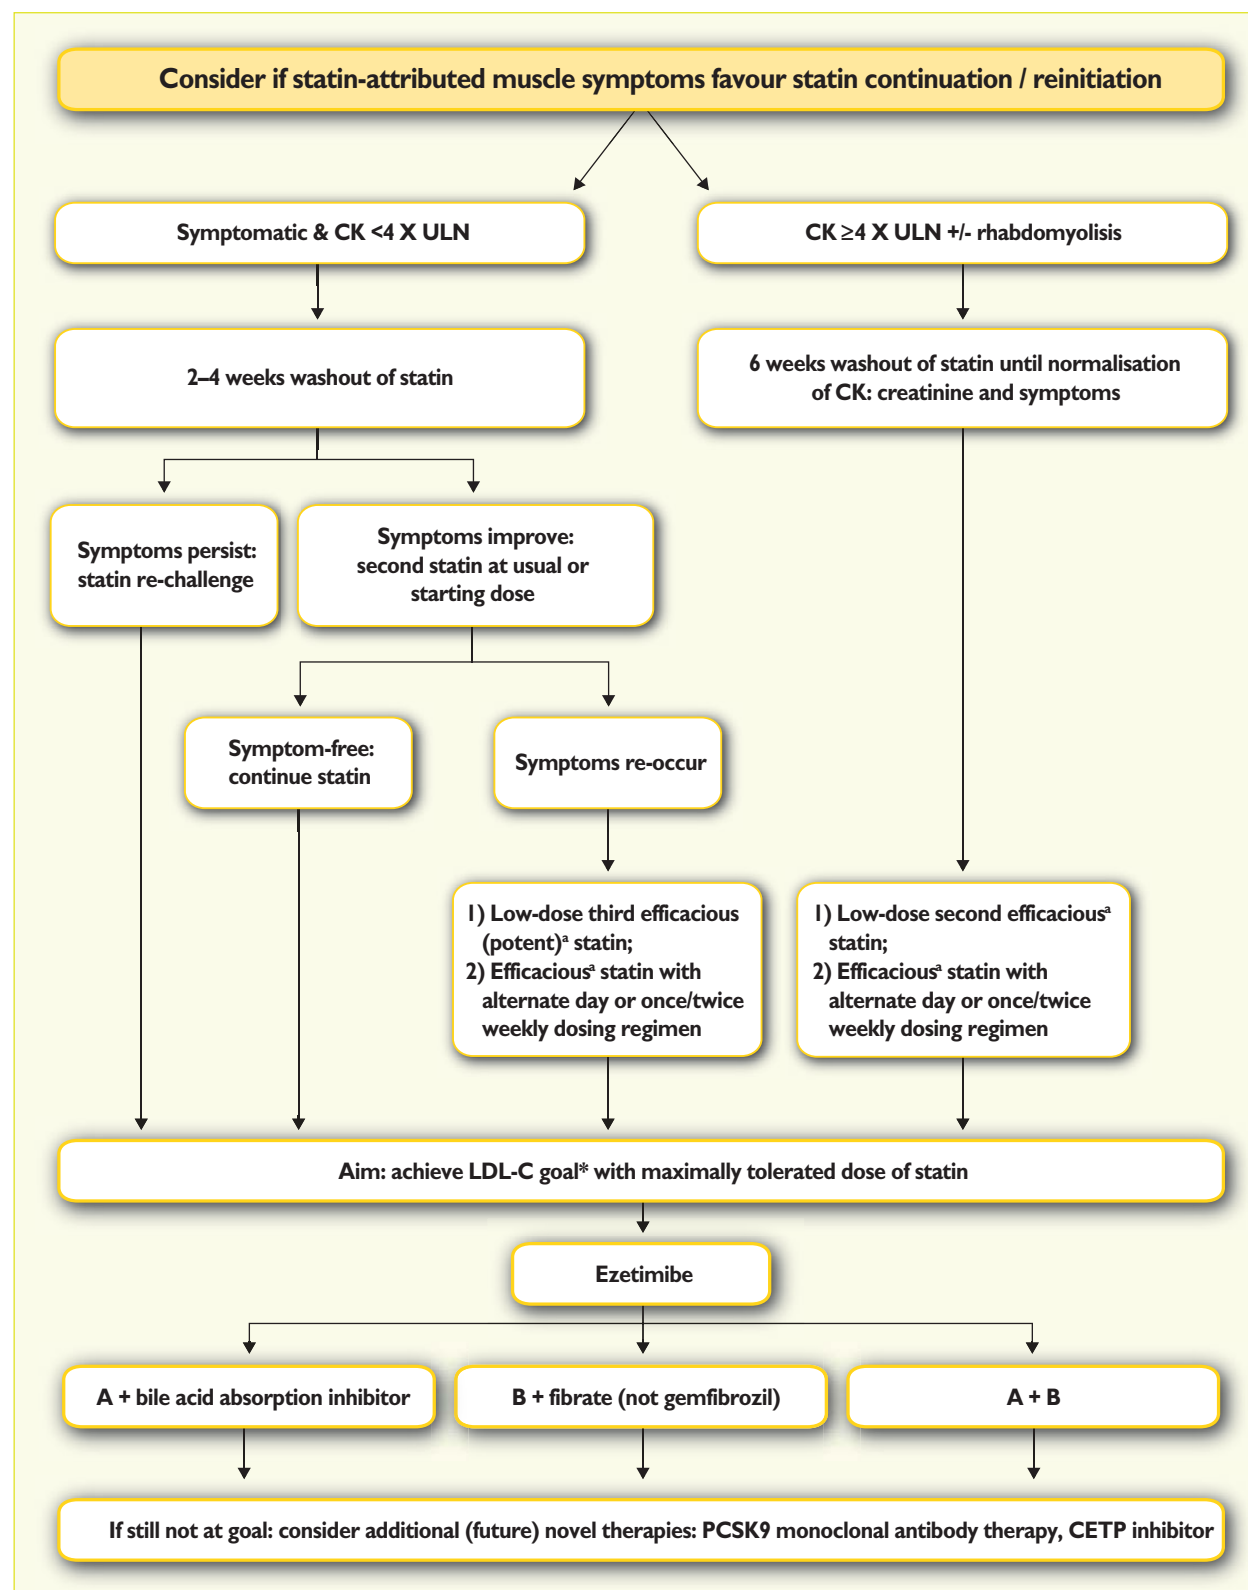 Consider if statin-attributed muscle symptoms favour statin continuation / reinitiation
Symptomatic & CK <4 X ULN
CK ≥4 X ULN +/- rhabdomyolisis
2–4 weeks washout of statin
6 weeks washout of statin until normalisation
of CK: creatinine and symptoms
Symptoms persist:
statin re-challenge
Symptoms improve:
second statin at usual or
starting dose
Symptom-free:
continue statin
Symptoms re-occur
1) Low-dose third efficacious
(potent)ª statin;
2) Efficaciousª statin with
alternate day or once/twice
weekly dosing regimen
1) Low-dose second efficaciousª
statin;
2) Efficaciousª statin with
alternate day or once/twice
weekly dosing regimen
Aim: achieve LDL-C goal* with maximally tolerated dose of statin
Ezetimibe
A + bile acid absorption inhibitor
B + fibrate (not gemfibrozil)
A + B
If still not at goal: consider additional (future) novel therapies: PCSK9 monoclonal antibody therapy, CETP inhibitor